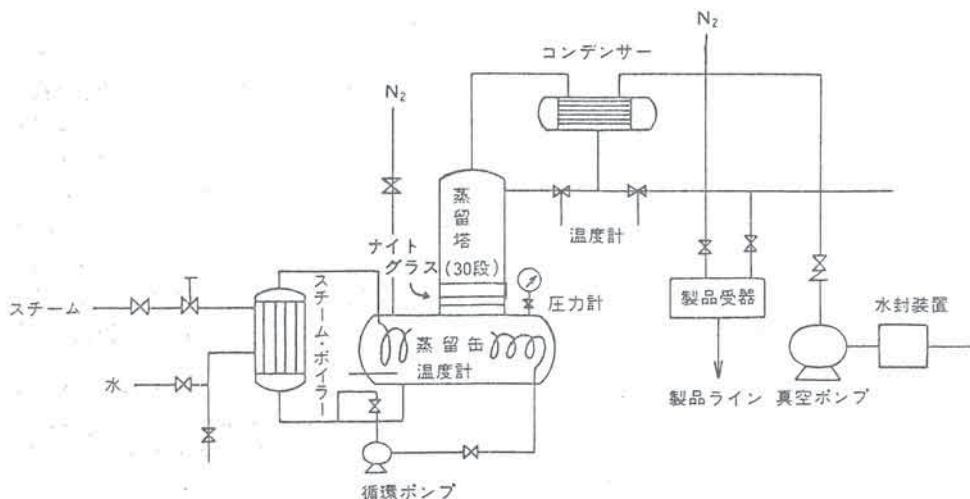 N₂
コンデンサー
N₂
蒸留塔
(30段)
温度計
ナイト
グラス
スチーム
スチーム・ボイラー
圧力計
製品受器
水封装置
蒸留缶
温度計
水
製品ライン
真空ポンプ
循環ポンプ